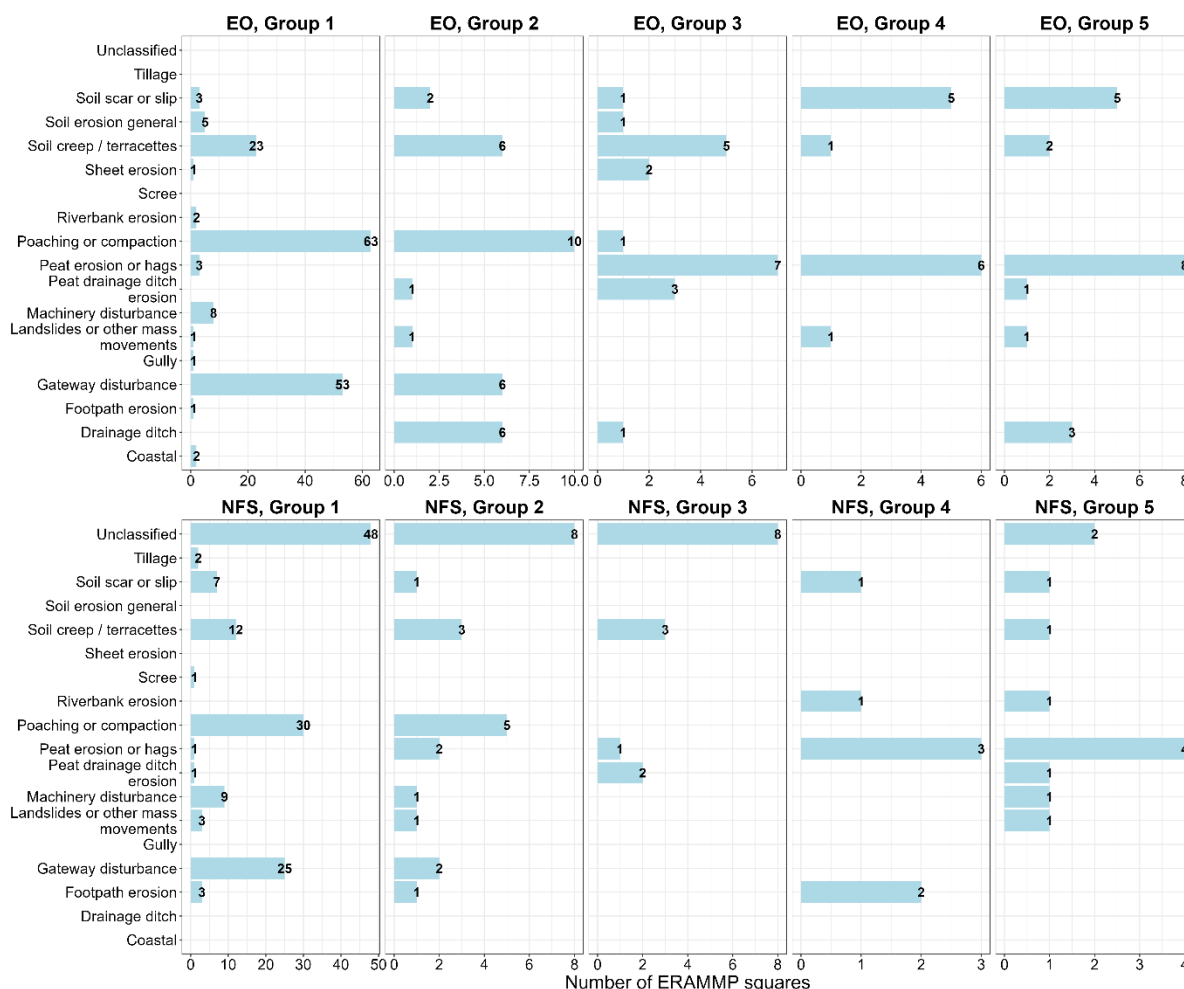 EO, Group 1 EO, Group 2 EO, Group 3 EO, Group 4 EO, Group 5
Unclassified
Tillage
Soil scar or slip 3 2 1 5 5
Soil erosion general 5 1
Soil creep / terracettes 23 6 5 1 2
Sheet erosion 1 2
Scree
Riverbank erosion 2
Poaching or compaction 63 10 1
Peat erosion or hags 3 7 6 8
Peat drainage ditch
erosion 1 3 1
Machinery disturbance 8
Landslides or other mass
movements 1 1 1 1
Gully 1
Gateway disturbance 53 6
Footpath erosion 1
Drainage ditch 6 1 3
Coastal 2
0 20 40 60 0.0 2.5 5.0 7.5 10.0 0 2 4 6 0 1 2 3 4 5 6 0 2 4 6 8
NFS, Group 1 NFS, Group 2 NFS, Group 3 NFS, Group 4 NFS, Group 5
Unclassified 48 8 8 2
Tillage 2
Soil scar or slip 7 1 1 1
Soil erosion general
Soil creep / terracettes 12 3 3 1
Sheet erosion
Scree 1
Riverbank erosion 1 1
Poaching or compaction 30 5
Peat erosion or hags 1 2 1 3 4
Peat drainage ditch
erosion 1 2 1
Machinery disturbance 9 1 1
Landslides or other mass
movements 3 1 1
Gully
Gateway disturbance 25 2
Footpath erosion 3 1 2
Drainage ditch
Coastal
0 10 20 30 40 50 0 2 4 6 8 0 2 4 6 8 0 1 2 3 0 1 2 3 4
Number of ERAMMP squares